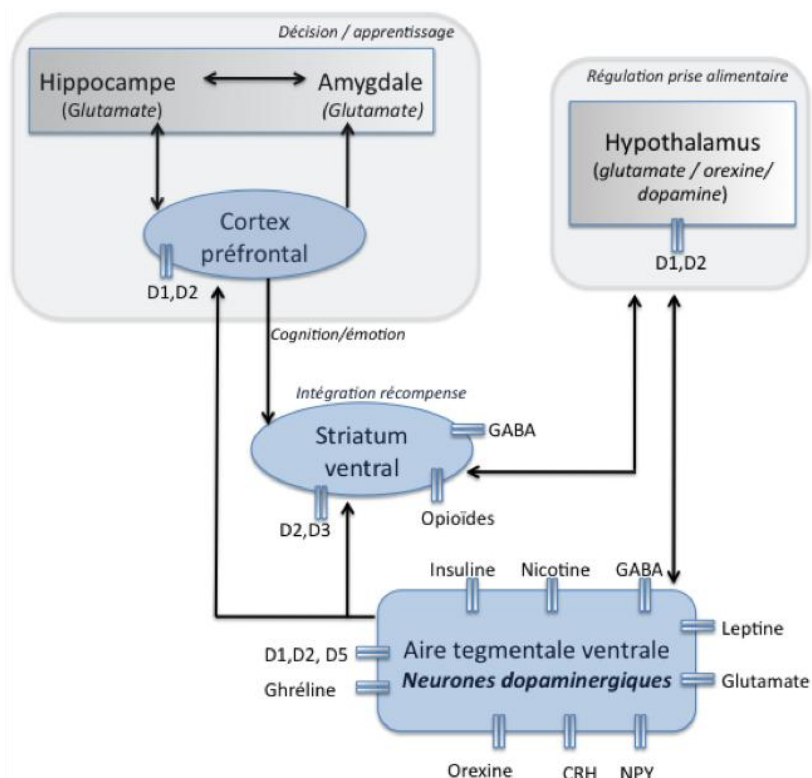 Décision / apprentissage
Hippocampe
(Glutamate)
Amygdale
(Glutamate)
Cortex
préfrontal
D1,D2
Régulation prise alimentaire
Hypothalamus
(glutamate / orexine/
dopamine)
D1,D2
Cognition/émotion
Intégration récompense
Striatum
ventral
GABA
D2,D3
Opioïdes
Insuline
Nicotine
GABA
Leptine
D1,D2, D5
Aire tegmentale ventrale
Neurones dopaminergiques
Ghréline
Glutamate
Orexine
CRH
NPY